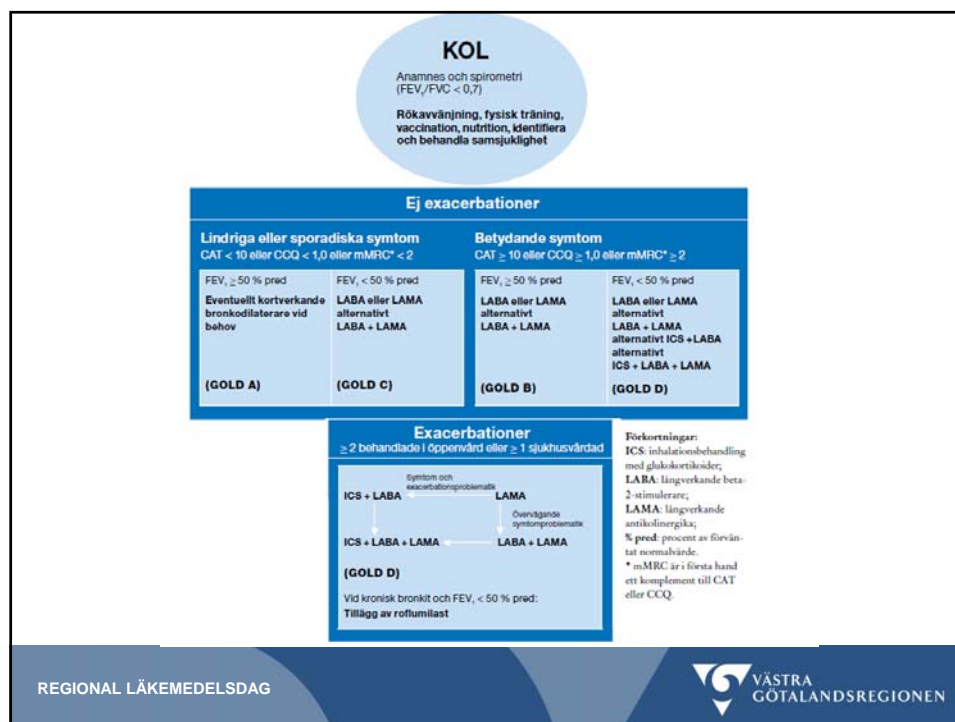 KOL
Anamnes och spirometri
(FEV₁/FVC < 0,7)
Rökavvänjning, fysisk träning,
vaccination, nutrition, identifiera
och behandla samsjuklighet
Ej exacerbationer
Lindriga eller sporadiska symtom
CAT < 10 eller CCQ < 1,0 eller mMRC* < 2
FEV₁ ≥ 50 % pred
Eventuellt kortverkande
bronkodilaterare vid
behov
(GOLD A)
FEV₁ < 50 % pred
LABA eller LAMA
alternativt
LABA + LAMA
(GOLD C)
Betydande symtom
CAT ≥ 10 eller CCQ ≥ 1,0 eller mMRC* ≥ 2
FEV₁ ≥ 50 % pred
LABA eller LAMA
alternativt
LABA + LAMA
(GOLD B)
FEV₁ < 50 % pred
LABA eller LAMA
alternativt
LABA + LAMA
alternativt ICS +LABA
alternativt
ICS + LABA + LAMA
(GOLD D)
Exacerbationer
≥ 2 behandlade i öppenvård eller ≥ 1 sjukhusvårdad
Symtom och
exacerbationsproblematik
ICS + LABA
LAMA
Övervägande
symtomproblematik
ICS + LABA + LAMA
LABA + LAMA
(GOLD D)
Vid kronisk bronkit och FEV₁ < 50 % pred:
Tillägg av roflumilast
Förkortningar:
ICS: inhalationsbehandling
med glukokortikoider;
LABA: långverkande beta-
2-stimulerare;
LAMA: långverkande
antikolinergika;
% pred: procent av förvän-
tat normalvärde.
* mMRC är i första hand
ett komplement till CAT
eller CCQ.
REGIONAL LÄKEMEDELSDAG
VÄSTRA
GÖTALANDSREGIONEN